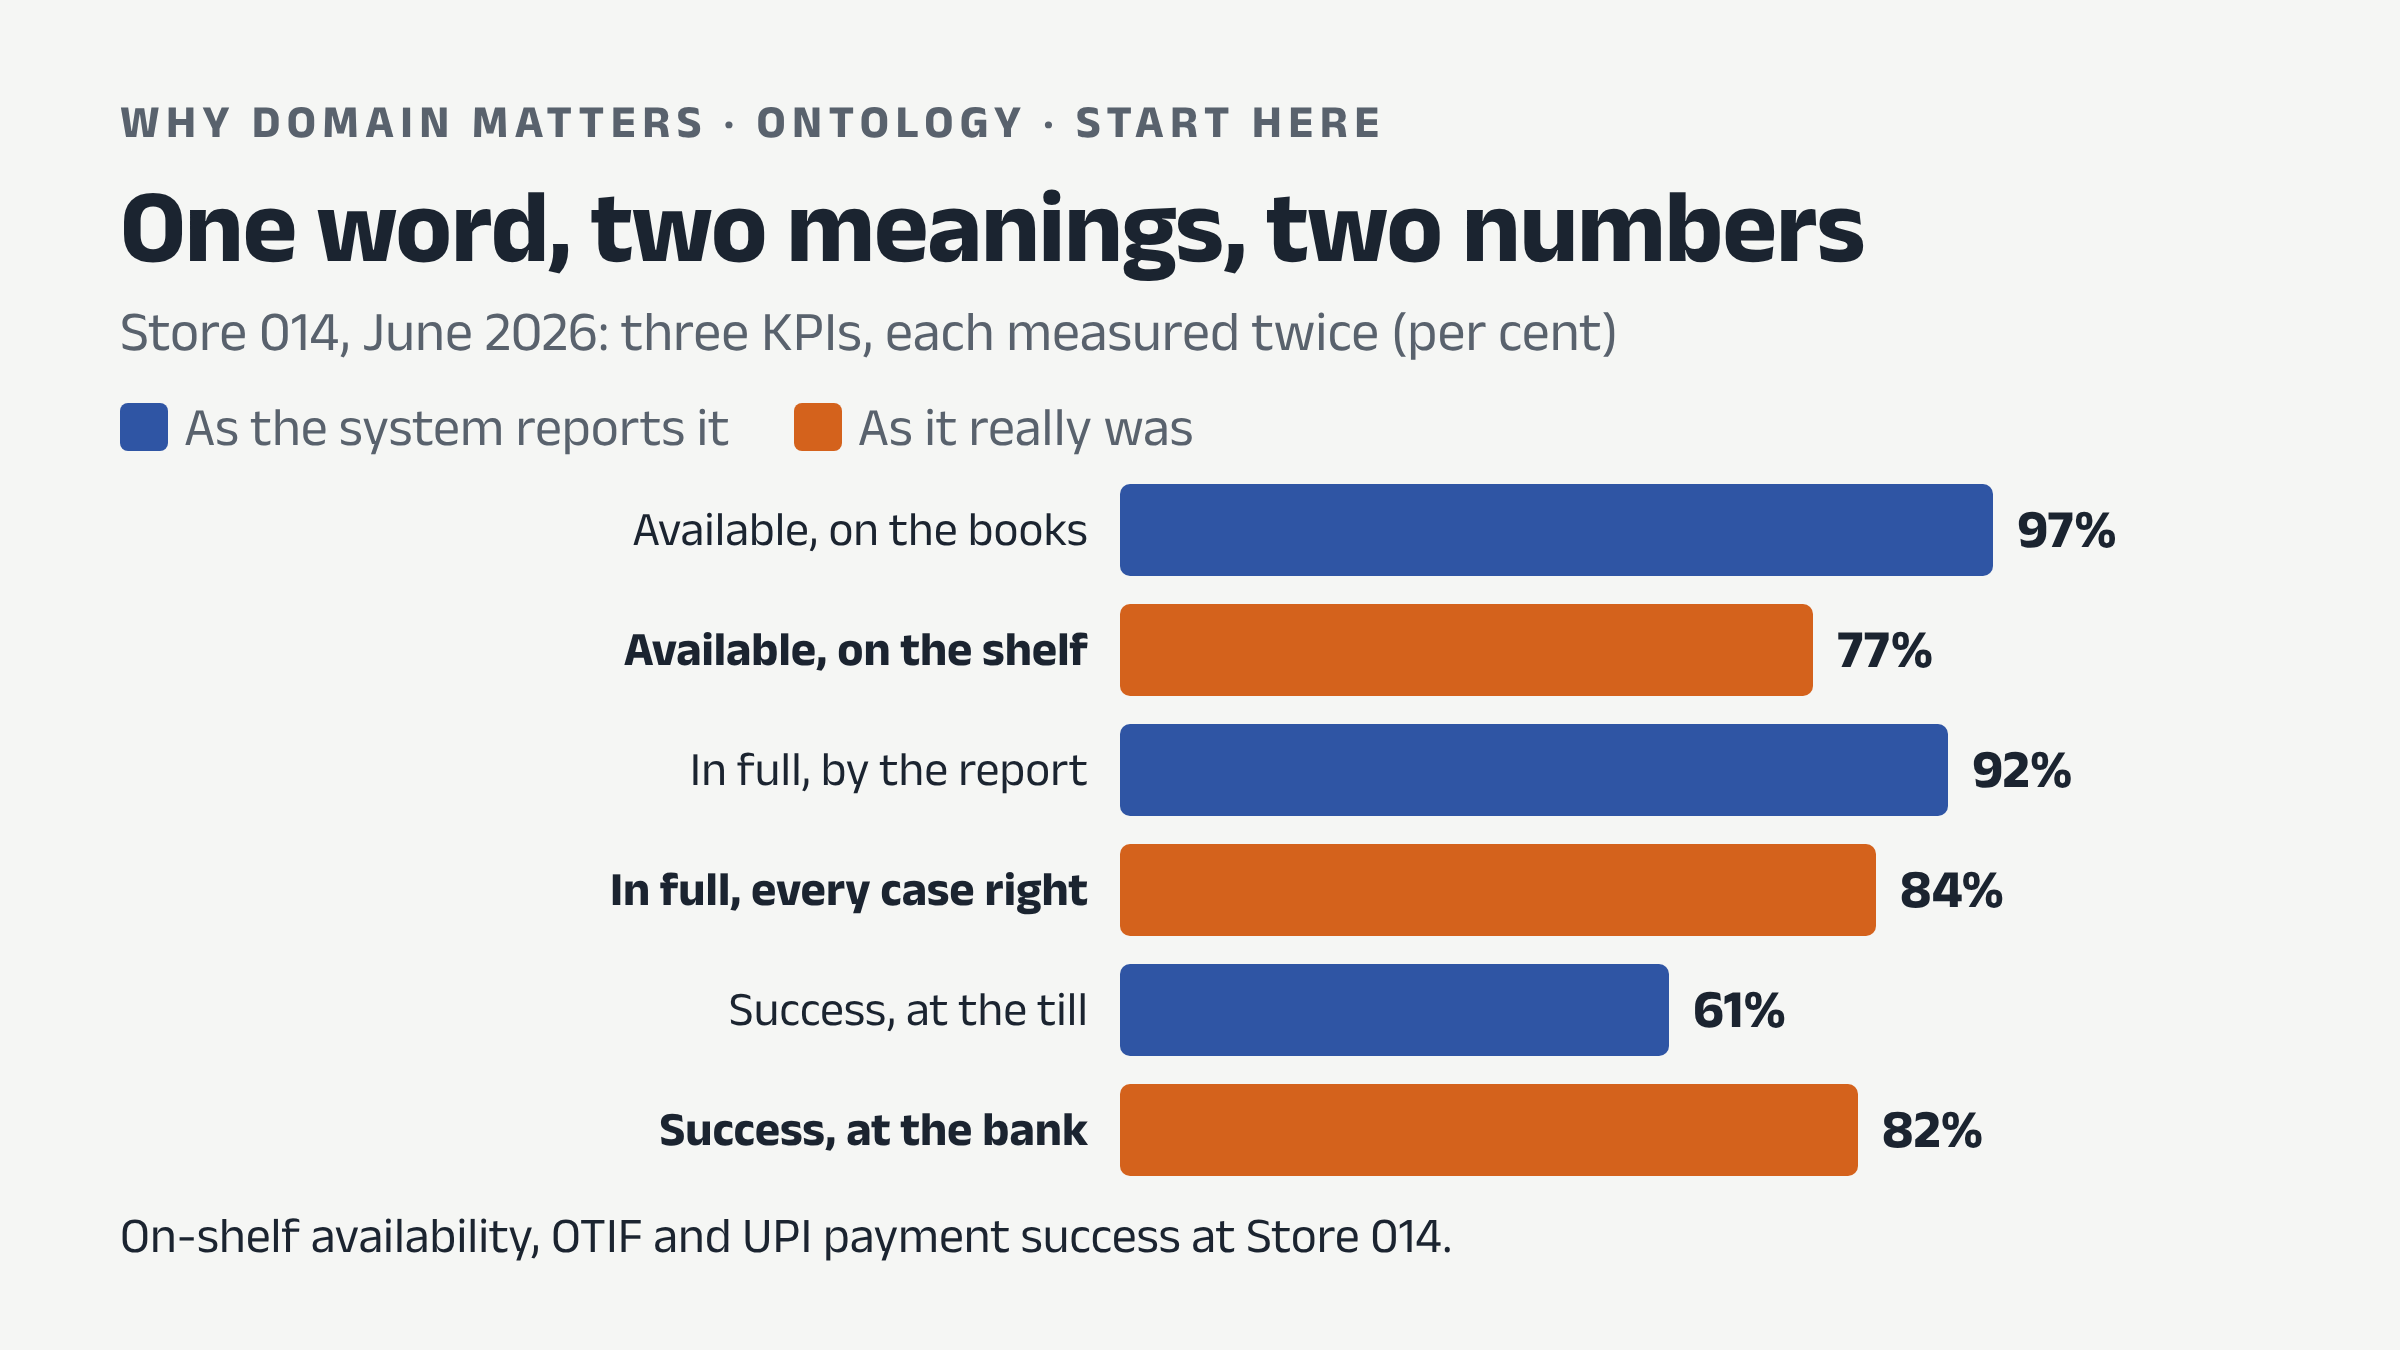 WHY DOMAIN MATTERS · ONTOLOGY · START HERE
One word, two meanings, two numbers
Store 014, June 2026: three KPIs, each measured twice (per cent)
As the system reports it As it really was
Available, on the books 97%
Available, on the shelf 77%
In full, by the report 92%
In full, every case right 84%
Success, at the till 61%
Success, at the bank 82%
On-shelf availability, OTIF and UPI payment success at Store 014.